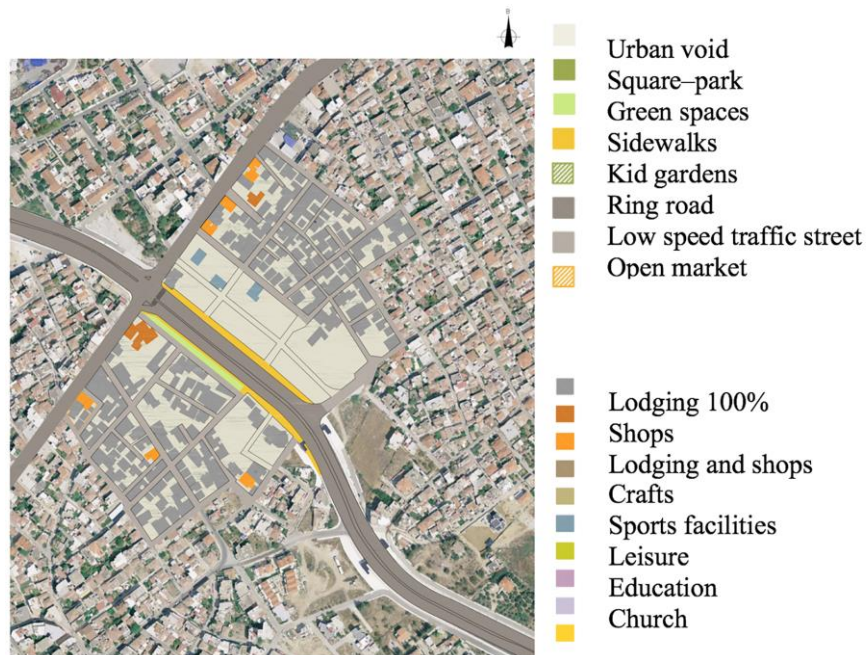 Urban void
Square–park
Green spaces
Sidewalks
Kid gardens
Ring road
Low speed traffic street
Open market
Lodging 100%
Shops
Lodging and shops
Crafts
Sports facilities
Leisure
Education
Church